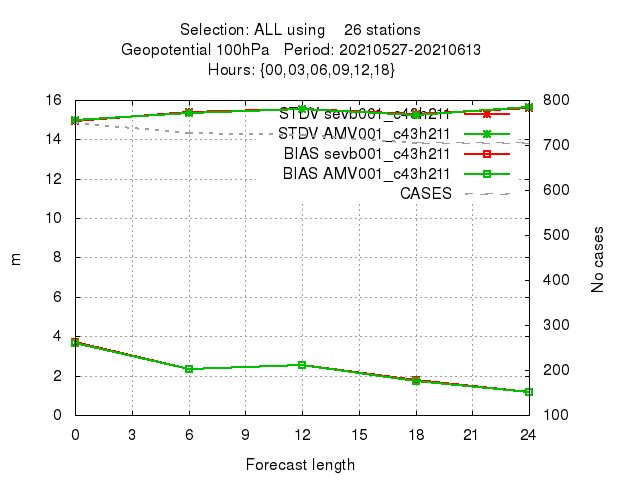 Selection: ALL using 26 stations
Geopotential 100hPa Period: 20210527-20210613
Hours: {00,03,06,09,12,18}
16
14
12
10
8
6
4
2
0
m
800
700
600
500
400
300
200
100
No cases
STDV sevb001_c43h211
STDV AMV001_c43h211
BIAS sevb001_c43h211
BIAS AMV001_c43h211
CASES
0 3 6 9 12 15 18 21 24
Forecast length